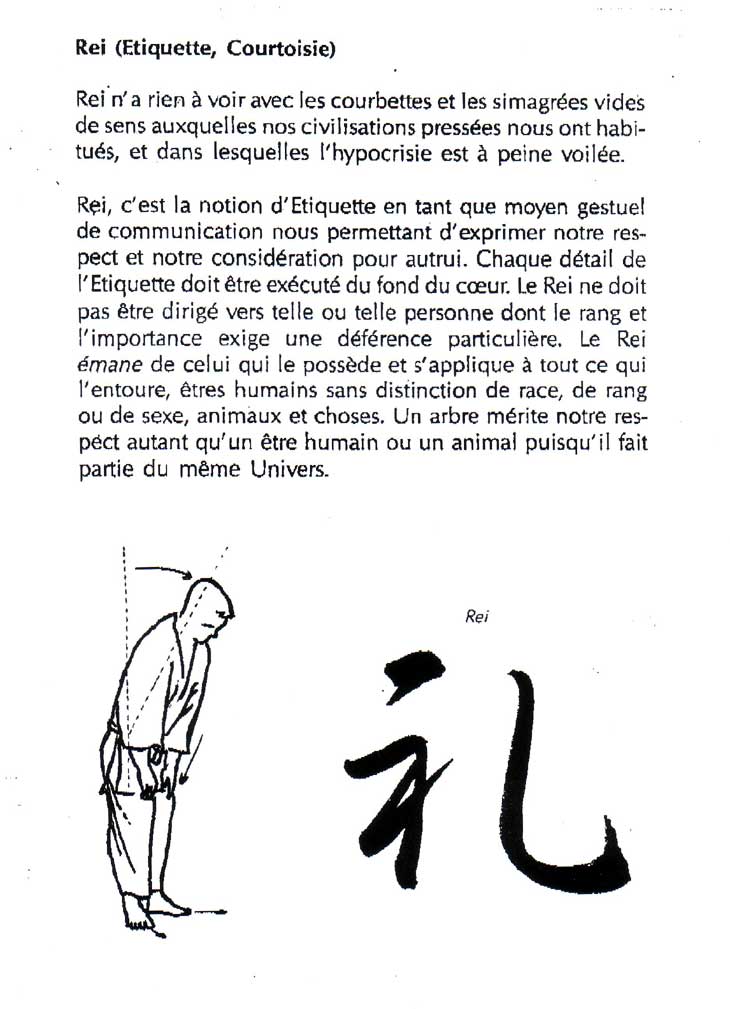 Rei (Etiquette, Courtoisie)
Rei n'a rien à voir avec les courbettes et les simagrées vides
de sens auxquelles nos civilisations pressées nous ont habi-
tués, et dans lesquelles l'hypocrisie est à peine voilée.
Rei, c'est la notion d'Etiquette en tant que moyen gestuel
de communication nous permettant d'exprimer notre res-
pect et notre considération pour autrui. Chaque détail de
l'Etiquette doit être exécuté du fond du cœur. Le Rei ne doit
pas être dirigé vers telle ou telle personne dont le rang et
l'importance exige une déférence particulière. Le Rei
émane de celui qui le possède et s'applique à tout ce qui
l'entoure, êtres humains sans distinction de race, de rang
ou de sexe, animaux et choses. Un arbre mérite notre res-
pect autant qu'un être humain ou un animal puisqu'il fait
partie du même Univers.
Rei
礼